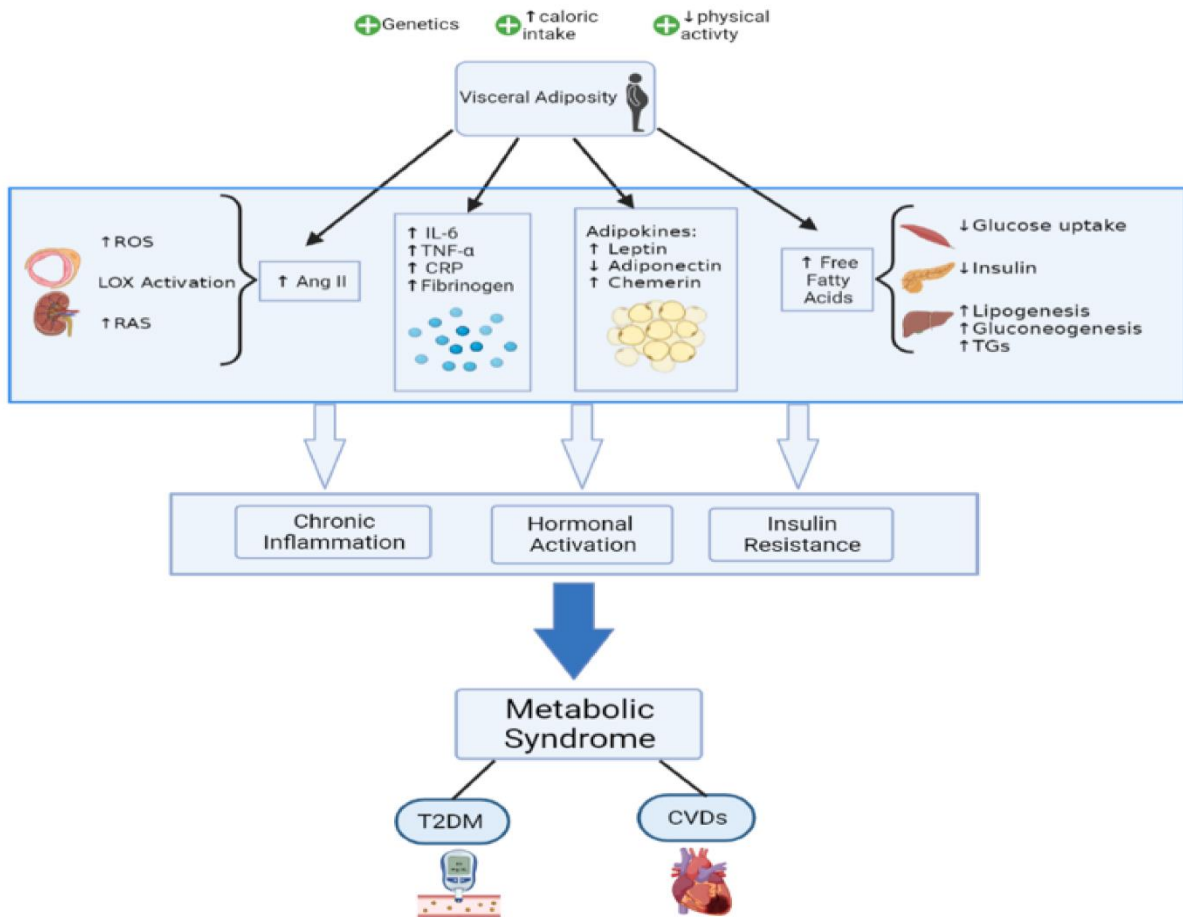 Genetics
↑caloric
intake
↓physical
activty
Visceral Adiposity
↑ROS
LOX Activation
↑RAS
↑ Ang II
↑ IL-6
↑TNF-α
↑ CRP
↑Fibrinogen
Adipokines:
↑ Leptin
↓ Adiponectin
↑ Chemerin
↑ Free
Fatty
Acids
↓Glucose uptake
↓Insulin
↑Lipogenesis
↑Gluconeogenesis
↑TGs
Chronic
Inflammation
Hormonal
Activation
Insulin
Resistance
Metabolic
Syndrome
T2DM
CVDs